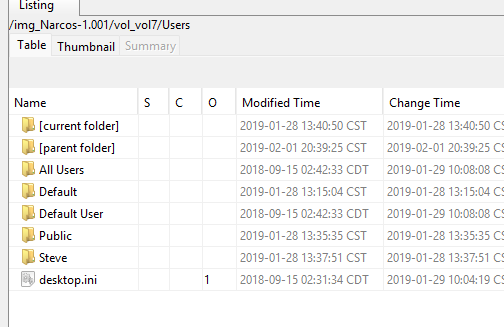 Listing
/img_Narcos-1.001/vol_vol7/Users
Table Thumbnail Summary
Name S C O Modified Time Change Time
[current folder] 2019-01-28 13:40:50 CST 2019-01-28 13:40:50 CS
[parent folder] 2019-02-01 20:39:25 CST 2019-02-01 20:39:25 CS
All Users 2018-09-15 02:42:33 CDT 2019-01-29 10:08:08 CS
Default 2019-01-28 13:15:04 CST 2019-01-28 13:15:04 CS
Default User 2018-09-15 02:42:33 CDT 2019-01-29 10:08:08 CS
Public 2019-01-28 13:35:35 CST 2019-01-28 13:35:35 CS
Steve 2019-01-28 13:37:51 CST 2019-01-28 13:37:51 CS
desktop.ini 1 2018-09-15 02:31:34 CDT 2019-01-29 10:04:19 CS